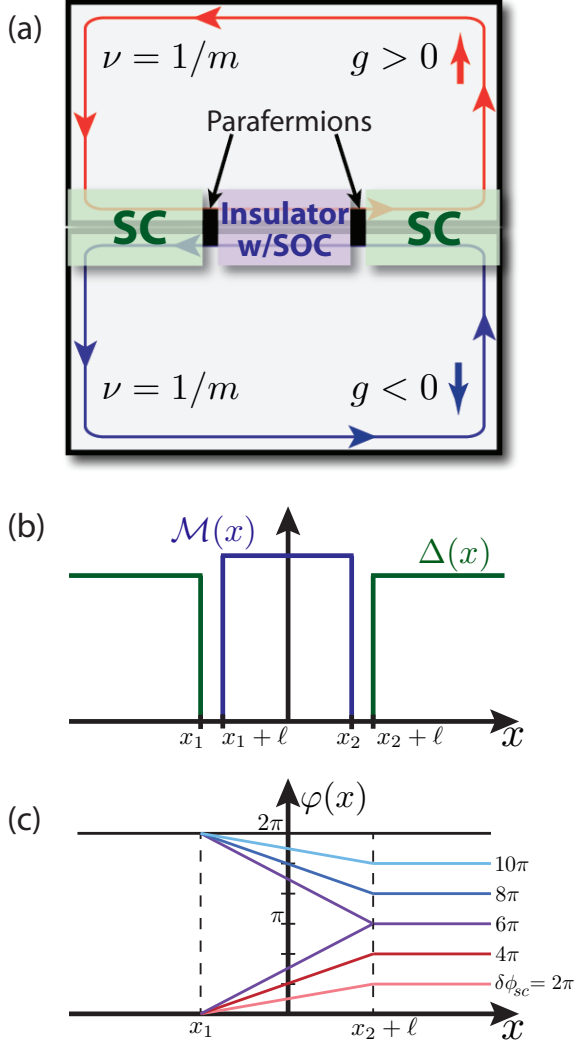 (a)
ν = 1/m g > 0
Parafermions
SC Insulator w/SOC SC
ν = 1/m g < 0
(b)
ℳ(x) Δ(x)
x₁ x₁ + ℓ x₂ x₂ + ℓ x
(c)
φ(x)
2π
10π
8π
π 6π
4π
δϕ_sc = 2π
x₁ x₂ + ℓ x